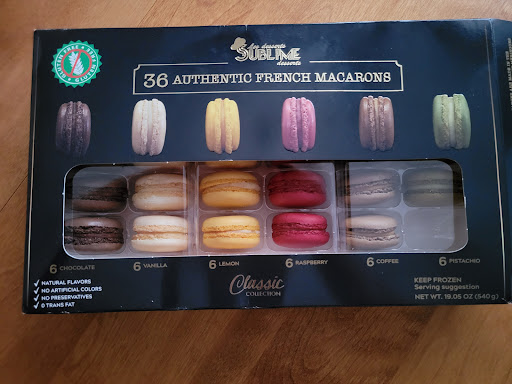 Les desserts
SUBLIME
desserts
36 AUTHENTIC FRENCH MACARONS
GLUTEN FREE
6 CHOCOLATE
6 VANILLA
6 LEMON
6 RASPBERRY
6 COFFEE
6 PISTACHIO
Classic
COLLECTION
✓ NATURAL FLAVORS
✓ NO ARTIFICIAL COLORS
✓ NO PRESERVATIVES
✓ 0 TRANS FAT
KEEP FROZEN
Serving suggestion
NET WT. 19.05 OZ (540 g)